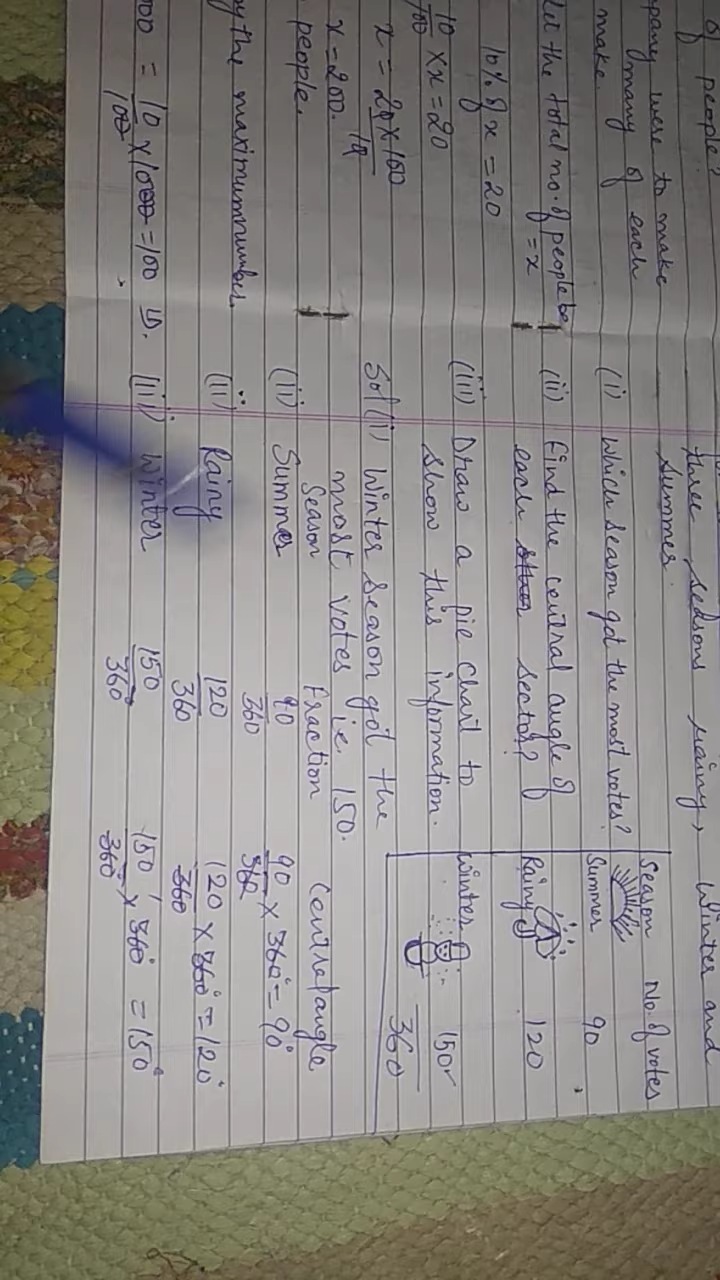 of people?
pany were to make
many of each
make.
let the total no. of people be
= x
10% of x = 20
10/100 × x = 20
x = 20 × 100 / 10
x = 200.
people.
by the maximum number.
000 = 10/100 × 1000 = 100
three seasons rainy, winter and
summer.
(i) Which season got the most votes?
(ii) Find the central angle of
each sector?
(iii) Draw a pie chart to
show this information.
Season No. of votes
Summer 90
Rainy 120
Winter 150
360
Sol (i) Winter season got the
most votes i.e. 150.
Season Fraction Central angle
(ii) Summer 90/360 90/360 × 360° = 90°
(ii) Rainy 120/360 120/360 × 360° = 120°
(iii) Winter 150/360 150/360 × 360° = 150°